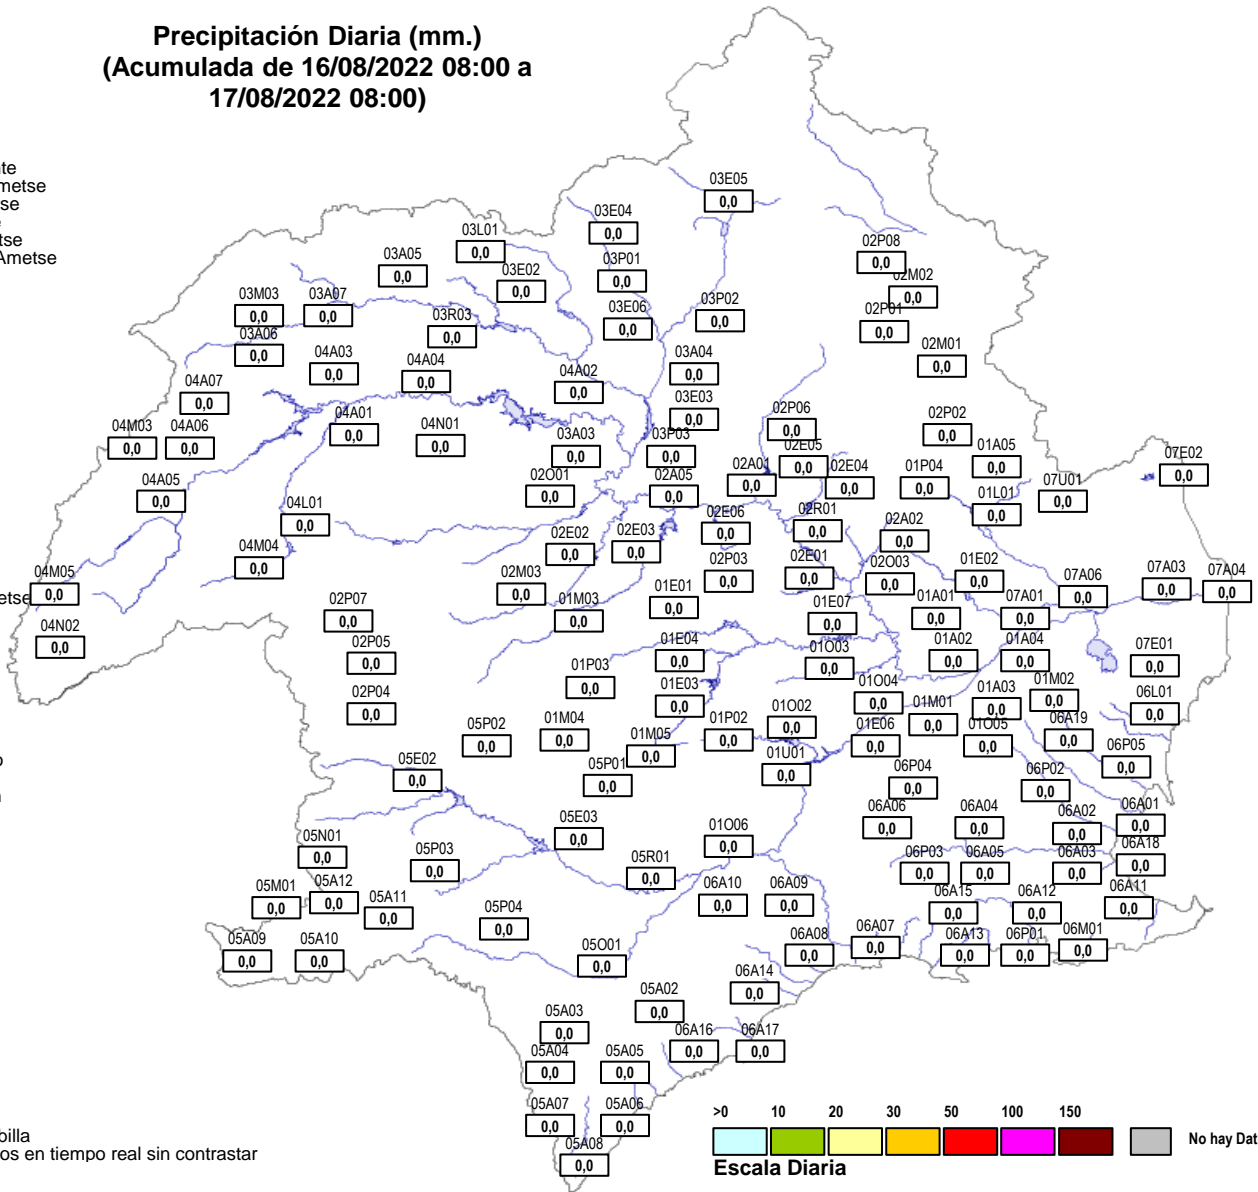 Precipitación Diaria (mm.)
(Acumulada de 16/08/2022 08:00 a
17/08/2022 08:00)
nte
metse
se
e
tse
Ametse
03E05
0,0
03E04
0,0
03L01
0,0
03A05
0,0
03E02
0,0
03P01
0,0
02P08
0,0
02M02
0,0
03M03
0,0
03A07
0,0
03R03
0,0
03E06
0,0
03P02
0,0
02P01
0,0
03A06
0,0
04A03
0,0
04A04
0,0
04A02
0,0
03A04
0,0
02M01
0,0
04A07
0,0
04A01
0,0
04N01
0,0
03E03
0,0
02P06
0,0
02P02
0,0
04M03
0,0
04A06
0,0
03A03
0,0
03P03
0,0
02E05
0,0
01A05
0,0
07E02
0,0
04A05
0,0
02O01
0,0
02A05
0,0
02A01
0,0
02E04
0,0
01P04
0,0
07U01
0,0
01L01
0,0
04L01
0,0
02E02
0,0
02E03
0,0
02E06
0,0
02R01
0,0
02A02
0,0
04M04
0,0
04M05
0,0
etse
02M03
0,0
01M03
0,0
01E01
0,0
02P03
0,0
02E01
0,0
02O03
0,0
01E02
0,0
07A06
0,0
07A03
0,0
07A04
0,0
04N02
0,0
02P07
0,0
02P05
0,0
01E07
0,0
01A01
0,0
07A01
0,0
01E04
0,0
01O03
0,0
01A02
0,0
01A04
0,0
07E01
0,0
02P04
0,0
01P03
0,0
01E03
0,0
01O04
0,0
01M01
0,0
01A03
0,0
01M02
0,0
06L01
0,0
05P02
0,0
01M04
0,0
01M05
0,0
01P02
0,0
01O02
0,0
01E06
0,0
01O05
0,0
06A19
0,0
06P05
0,0
o
05E02
0,0
05P01
0,0
01U01
0,0
06P04
0,0
06P02
0,0
05E03
0,0
01O06
0,0
06A06
0,0
06A04
0,0
06A02
0,0
06A01
0,0
05N01
0,0
05P03
0,0
05R01
0,0
06P03
0,0
06A05
0,0
06A03
0,0
06A18
0,0
05M01
0,0
05A12
0,0
05A11
0,0
05P04
0,0
06A10
0,0
06A09
0,0
06A15
0,0
06A12
0,0
06A11
0,0
05A09
0,0
05A10
0,0
05O01
0,0
06A08
0,0
06A07
0,0
06A13
0,0
06P01
0,0
06M01
0,0
06A14
0,0
05A03
0,0
05A02
0,0
06A16
0,0
06A17
0,0
05A04
0,0
05A05
0,0
05A07
0,0
05A06
0,0
05A08
0,0
billa
os en tiempo real sin contrastar
>0 10 20 30 50 100 150
No hay Dat
Escala Diaria